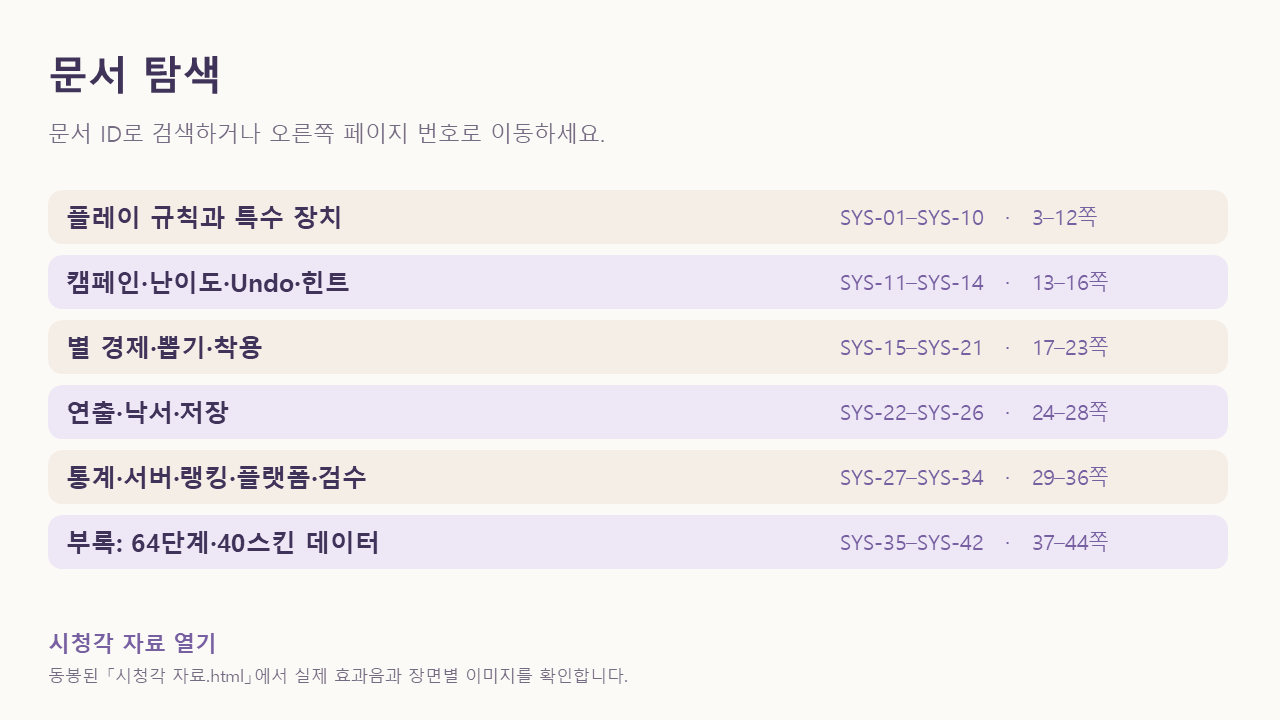 문서 탐색
문서 ID로 검색하거나 오른쪽 페이지 번호로 이동하세요.
플레이 규칙과 특수 장치 SYS-01–SYS-10 · 3–12쪽
캠페인·난이도·Undo·힌트 SYS-11–SYS-14 · 13–16쪽
별 경제·뽑기·착용 SYS-15–SYS-21 · 17–23쪽
연출·낙서·저장 SYS-22–SYS-26 · 24–28쪽
통계·서버·랭킹·플랫폼·검수 SYS-27–SYS-34 · 29–36쪽
부록: 64단계·40스킨 데이터 SYS-35–SYS-42 · 37–44쪽
시청각 자료 열기
동봉된 「시청각 자료.html」에서 실제 효과음과 장면별 이미지를 확인합니다.